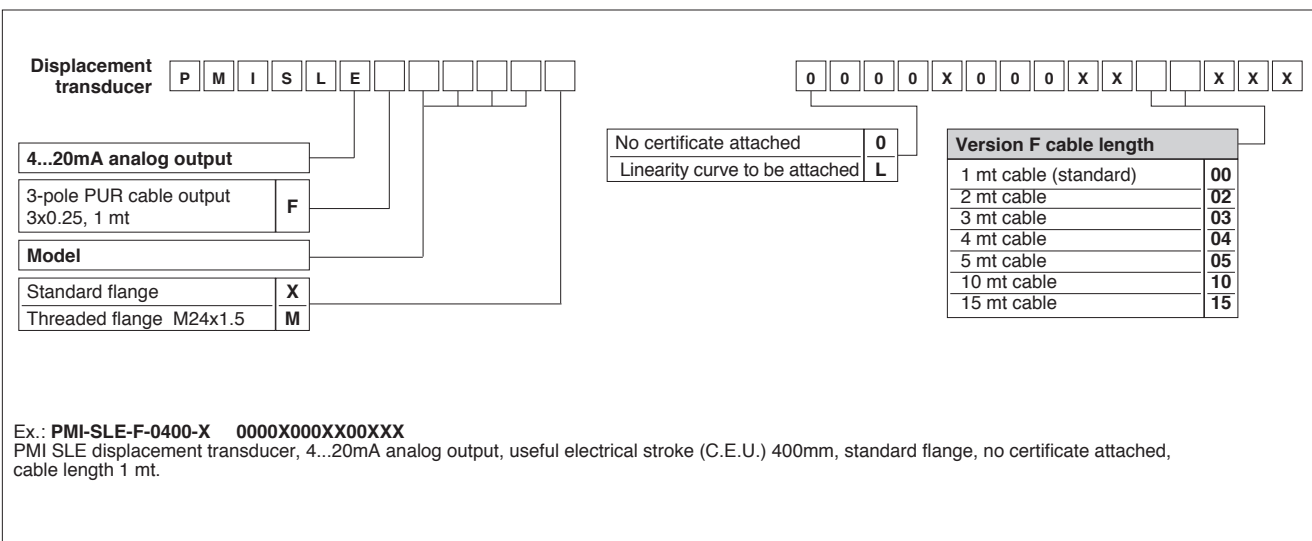 Displacement
transducer
P M I S L E
0 0 0 0 X 0 0 0 X X X X X
4...20mA analog output
3-pole PUR cable output
3x0.25, 1 mt
F
Model
Standard flange X
Threaded flange M24x1.5 M
No certificate attached 0
Linearity curve to be attached L
Version F cable length
1 mt cable (standard) 00
2 mt cable 02
3 mt cable 03
4 mt cable 04
5 mt cable 05
10 mt cable 10
15 mt cable 15
Ex.: PMI-SLE-F-0400-X 0000X000XX00XXX
PMI SLE displacement transducer, 4...20mA analog output, useful electrical stroke (C.E.U.) 400mm, standard flange, no certificate attached,
cable length 1 mt.